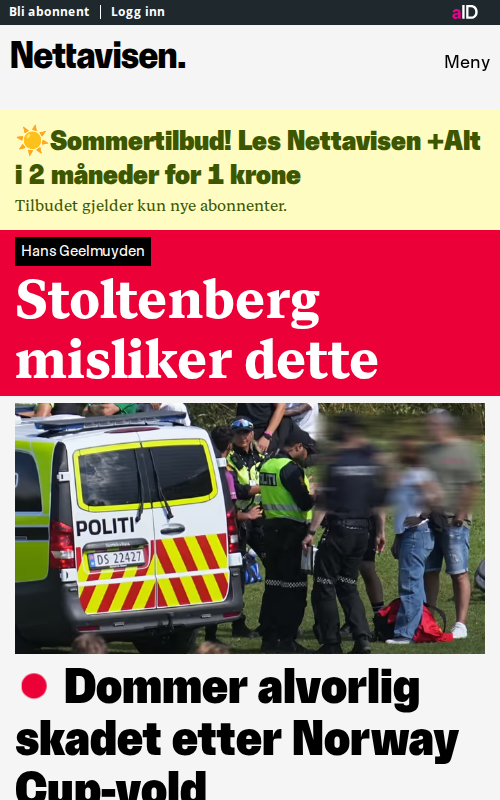 Bli abonnent
Logg inn
aID
Nettavisen.
Meny
Sommertilbud! Les Nettavisen +Alt
i 2 måneder for 1 krone
Tilbudet gjelder kun nye abonnenter.
Hans Geelmuyden
Stoltenberg
misliker dette
POLITI
DS 22427
Dommer alvorlig
skadet etter Norway
Cup-vold